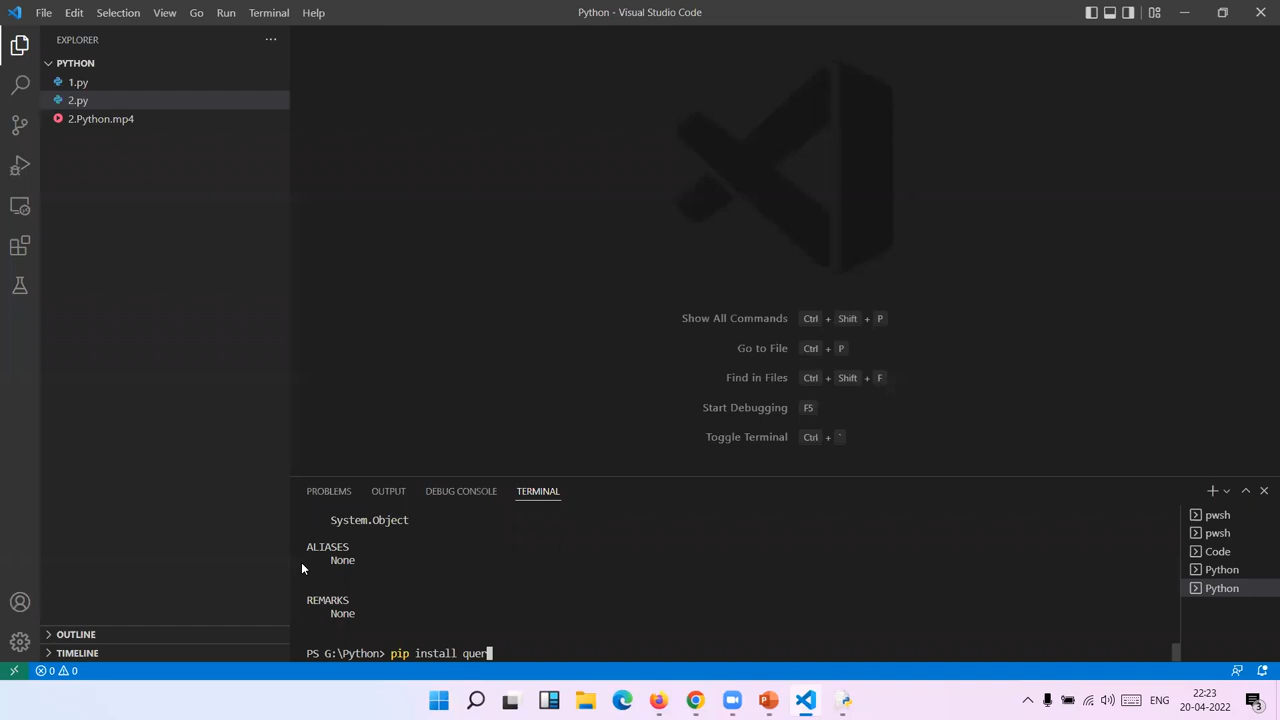 File Edit Selection View Go Run Terminal Help
Python - Visual Studio Code
EXPLORER
PYTHON
1.py
2.py
2.Python.mp4
Show All Commands Ctrl + Shift + P
Go to File Ctrl + P
Find in Files Ctrl + Shift + F
Start Debugging F5
Toggle Terminal Ctrl + `
PROBLEMS OUTPUT DEBUG CONSOLE TERMINAL
System.Object
ALIASES
None
REMARKS
None
PS G:\Python> pip install quer
pwsh
pwsh
Code
Python
Python
OUTLINE
TIMELINE
0 0
ENG
22:23
20-04-2022
3